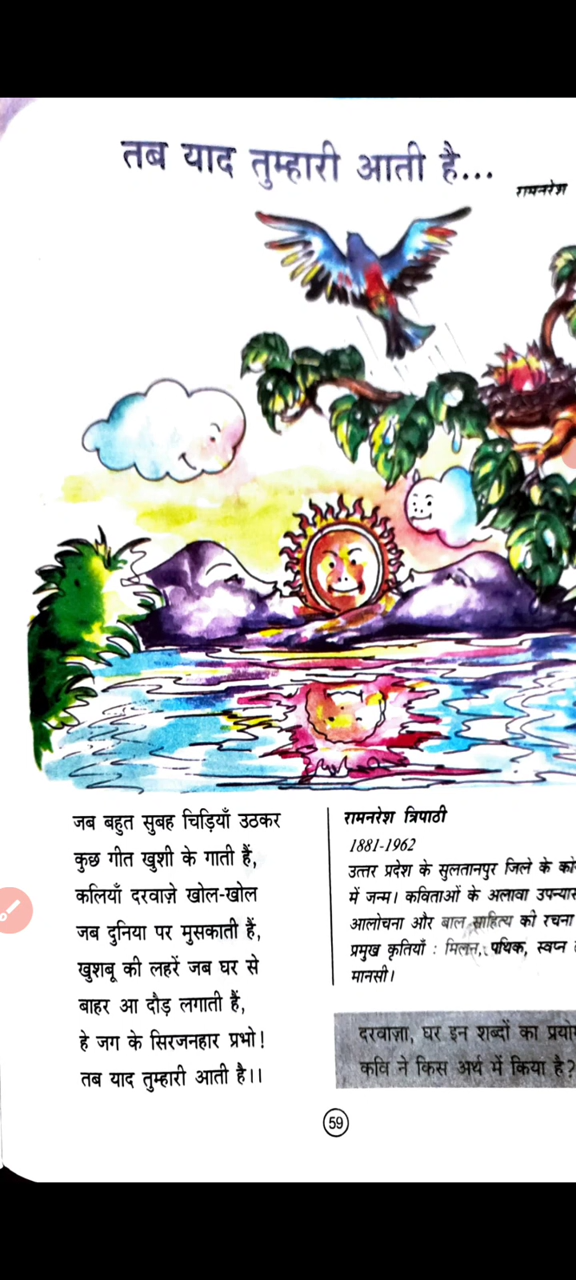 तब याद तुम्हारी आती है...
रामनरेश
जब बहुत सुबह चिड़ियाँ उठकर
कुछ गीत खुशी के गाती हैं,
कलियाँ दरवाज़े खोल-खोल
जब दुनिया पर मुसकाती हैं,
खुशबू की लहरें जब घर से
बाहर आ दौड़ लगाती हैं,
हे जग के सिरजनहार प्रभो!
तब याद तुम्हारी आती है।।
रामनरेश त्रिपाठी
1881-1962
उत्तर प्रदेश के सुलतानपुर जिले के
में जन्म। कविताओं के अलावा उपन्यास
आलोचना और बाल साहित्य की रचना
प्रमुख कृतियाँ : मिलन, पथिक, स्वप्न
मानसी।
दरवाज़ा, घर इन शब्दों का
कवि ने किस अर्थ में किया है?
59